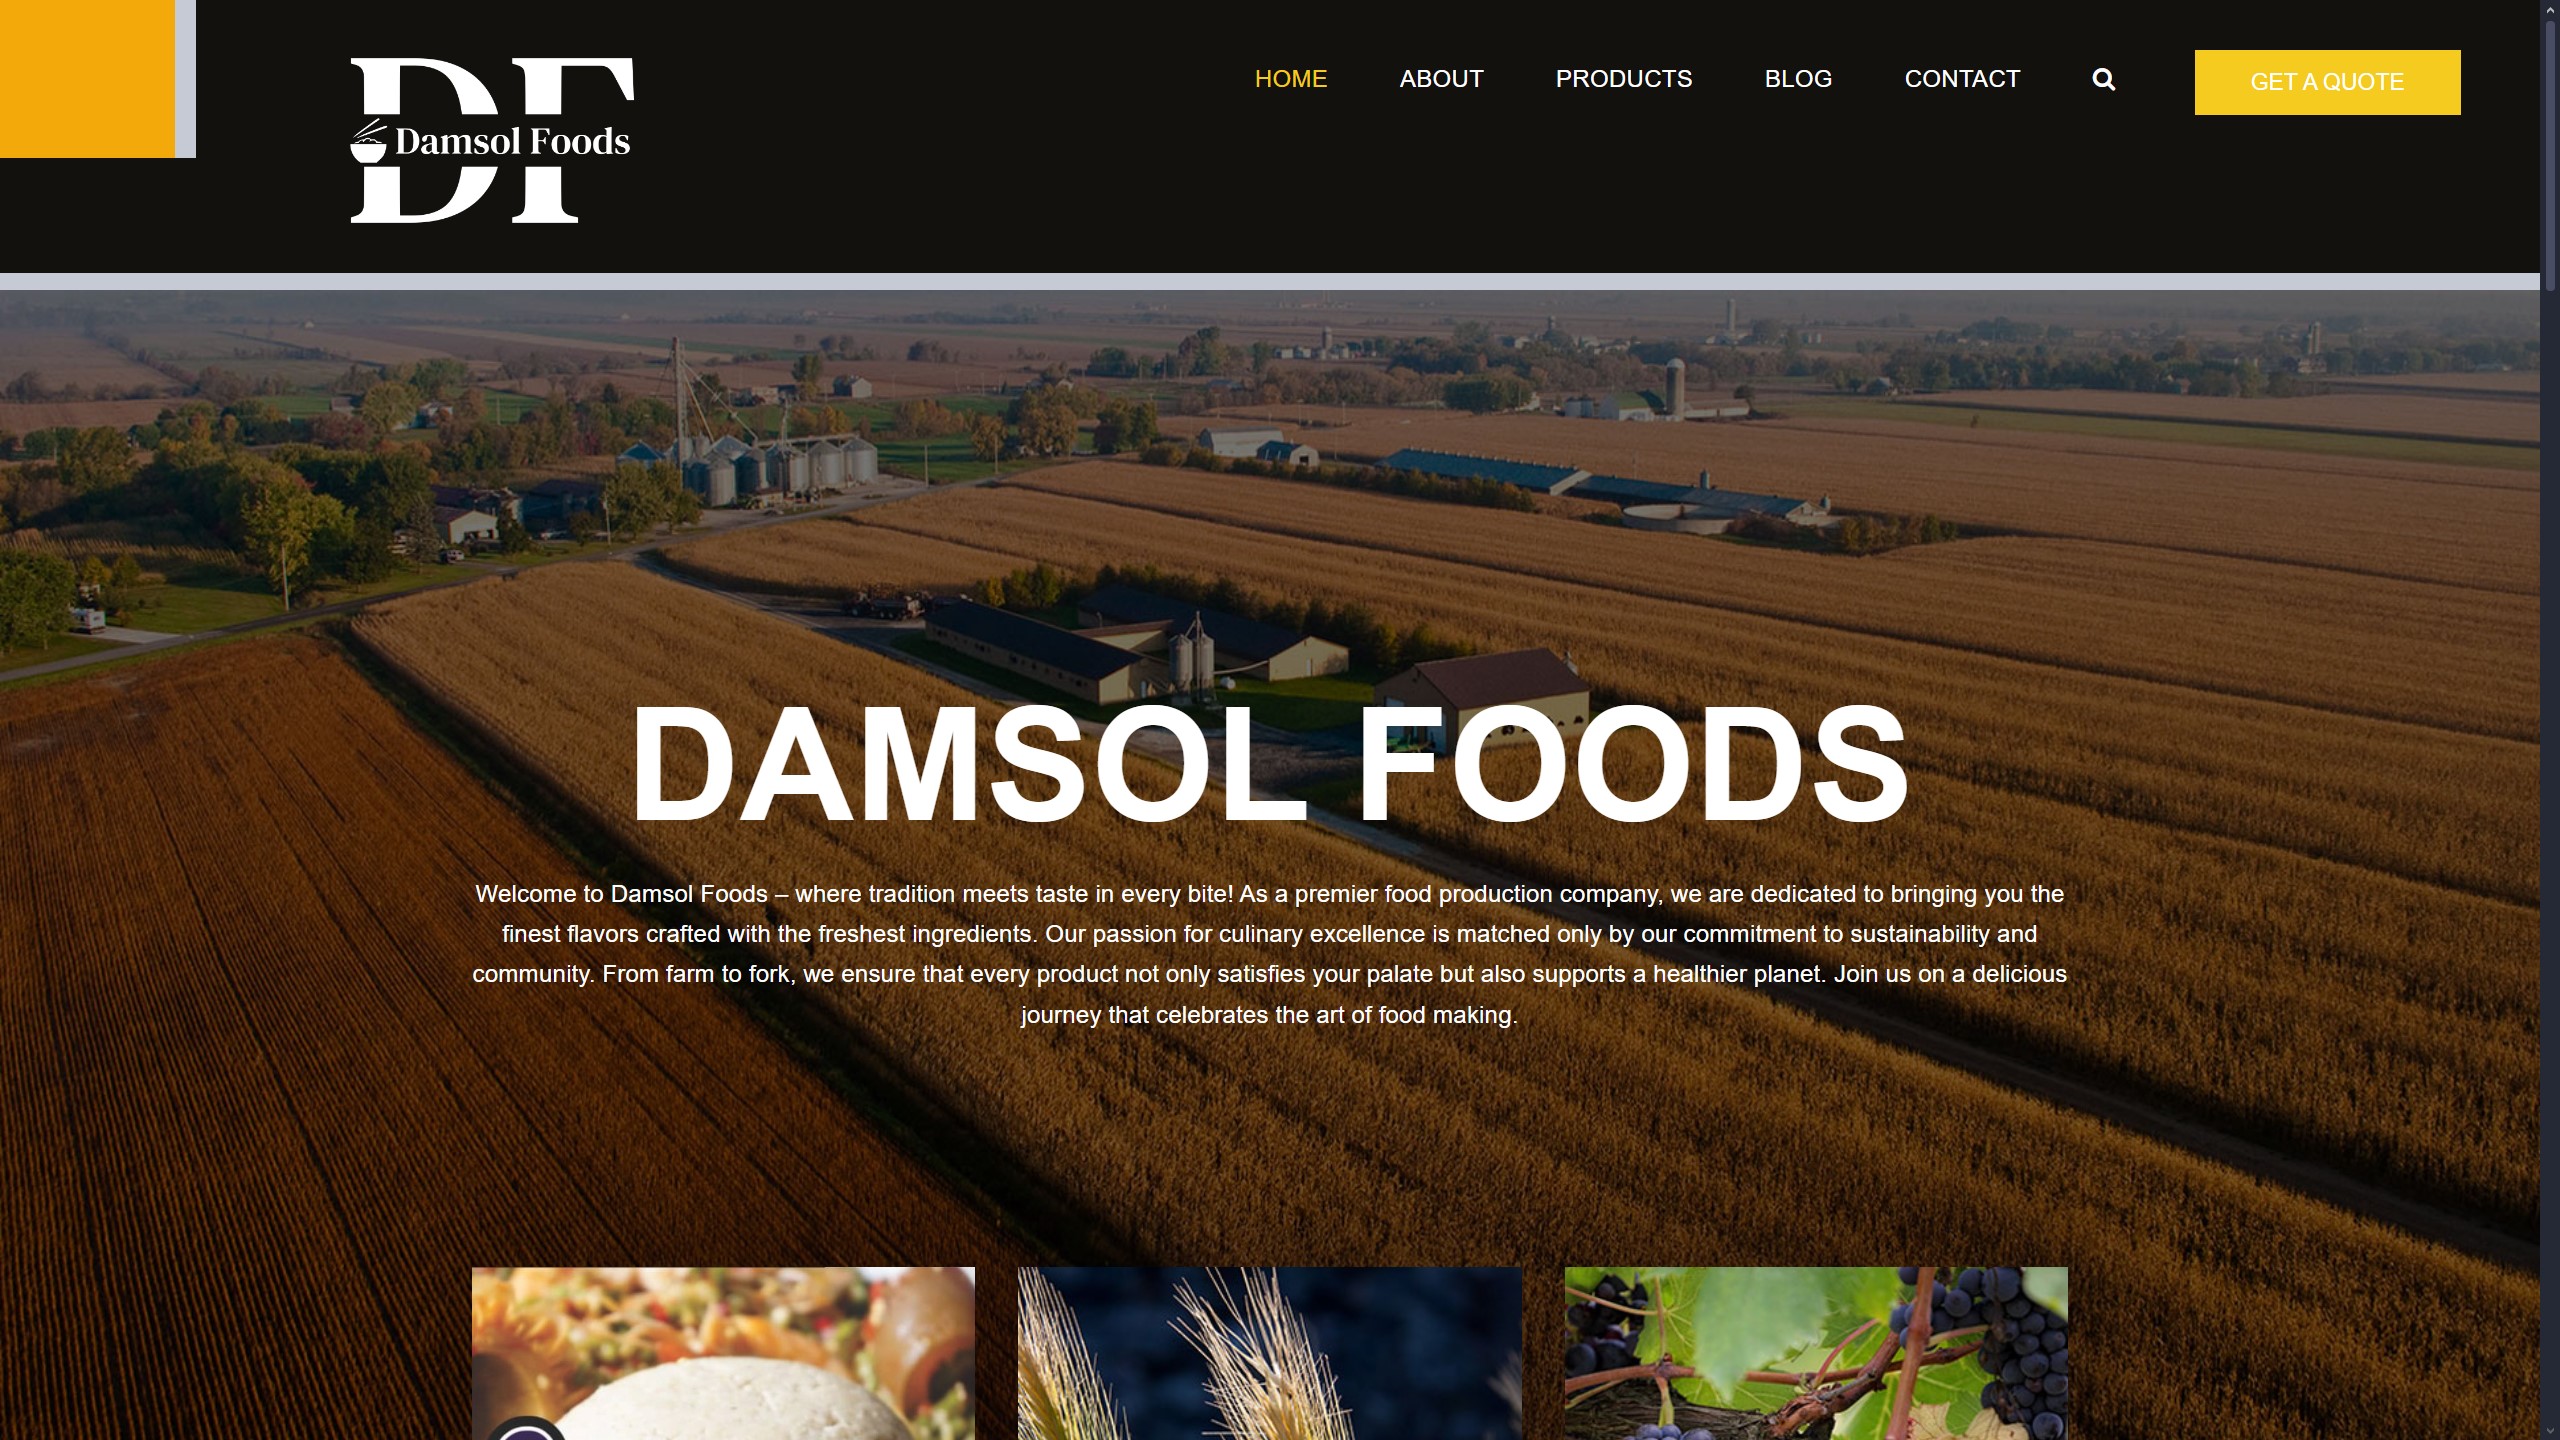 DF
Damsol Foods
HOME
ABOUT
PRODUCTS
BLOG
CONTACT
GET A QUOTE
DAMSOL FOODS
Welcome to Damsol Foods – where tradition meets taste in every bite! As a premier food production company, we are dedicated to bringing you the
finest flavors crafted with the freshest ingredients. Our passion for culinary excellence is matched only by our commitment to sustainability and
community. From farm to fork, we ensure that every product not only satisfies your palate but also supports a healthier planet. Join us on a delicious
journey that celebrates the art of food making.